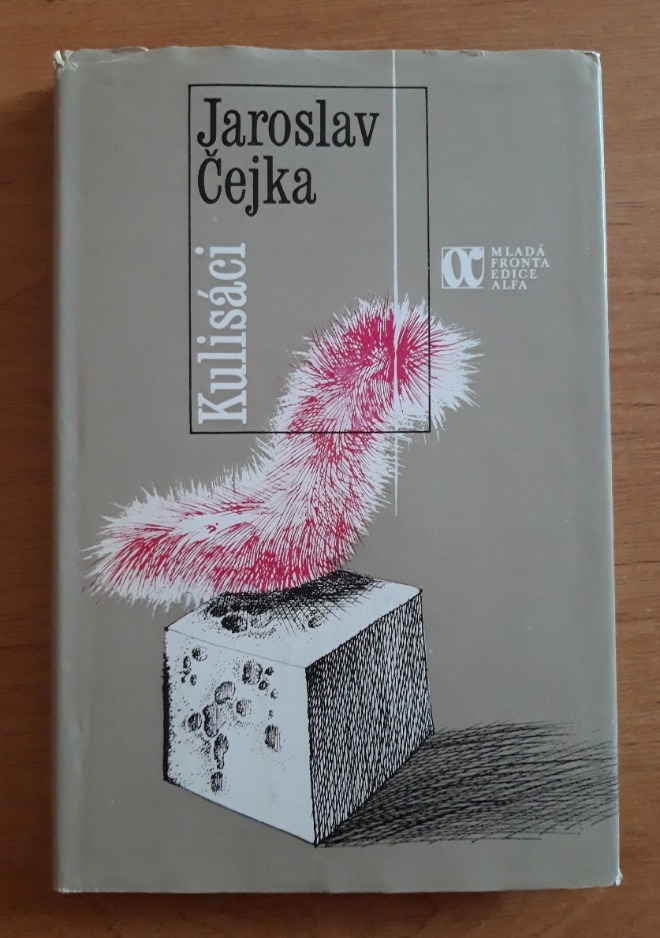 Jaroslav
Čejka
Kulisáci
α
MLADÁ
FRONTA
EDICE
ALFA